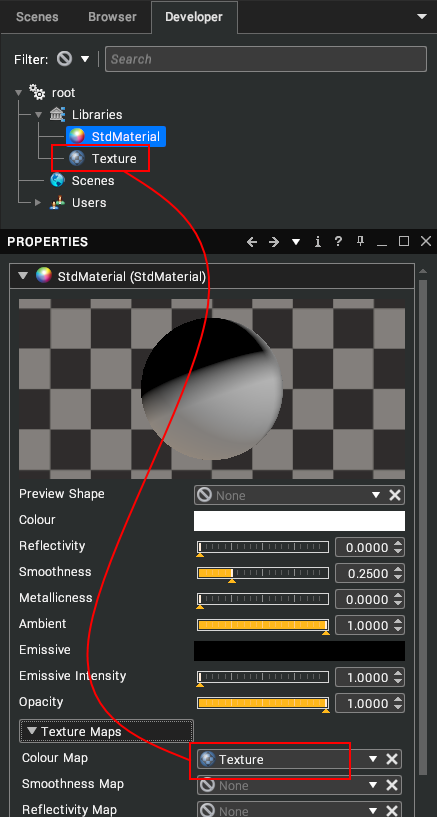 Scenes Browser Developer
Filter: Search
root
Libraries
StdMaterial
Texture
Scenes
Users
PROPERTIES
StdMaterial (StdMaterial)
Preview Shape None
Colour
Reflectivity 0.0000
Smoothness 0.2500
Metallicness 0.0000
Ambient 1.0000
Emissive
Emissive Intensity 1.0000
Opacity 1.0000
Texture Maps
Colour Map Texture
Smoothness Map None
Reflectivity Map None